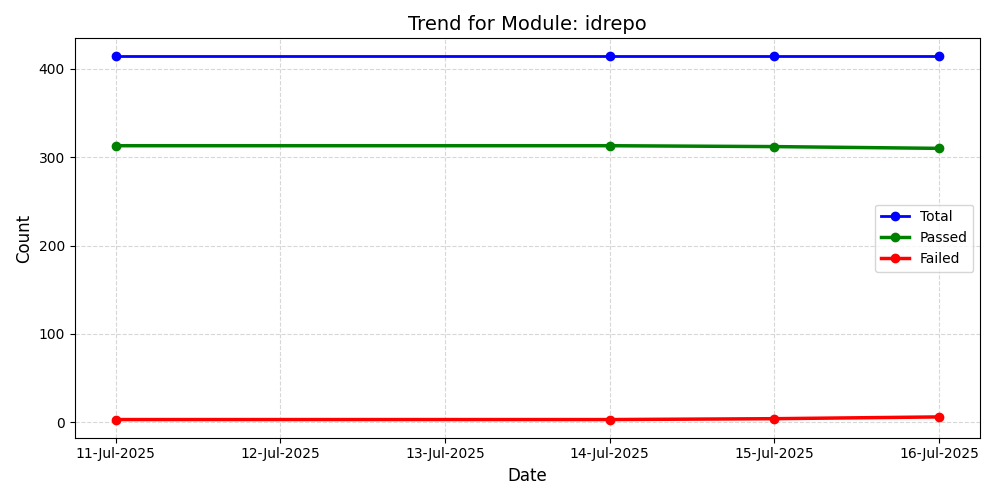 Trend for Module: idrepo
Count
400
300
200
100
0
Total
Passed
Failed
11-Jul-2025
12-Jul-2025
13-Jul-2025
14-Jul-2025
15-Jul-2025
16-Jul-2025
Date